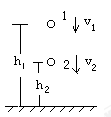 1 v₁
h₁ 2 v₂
h₂